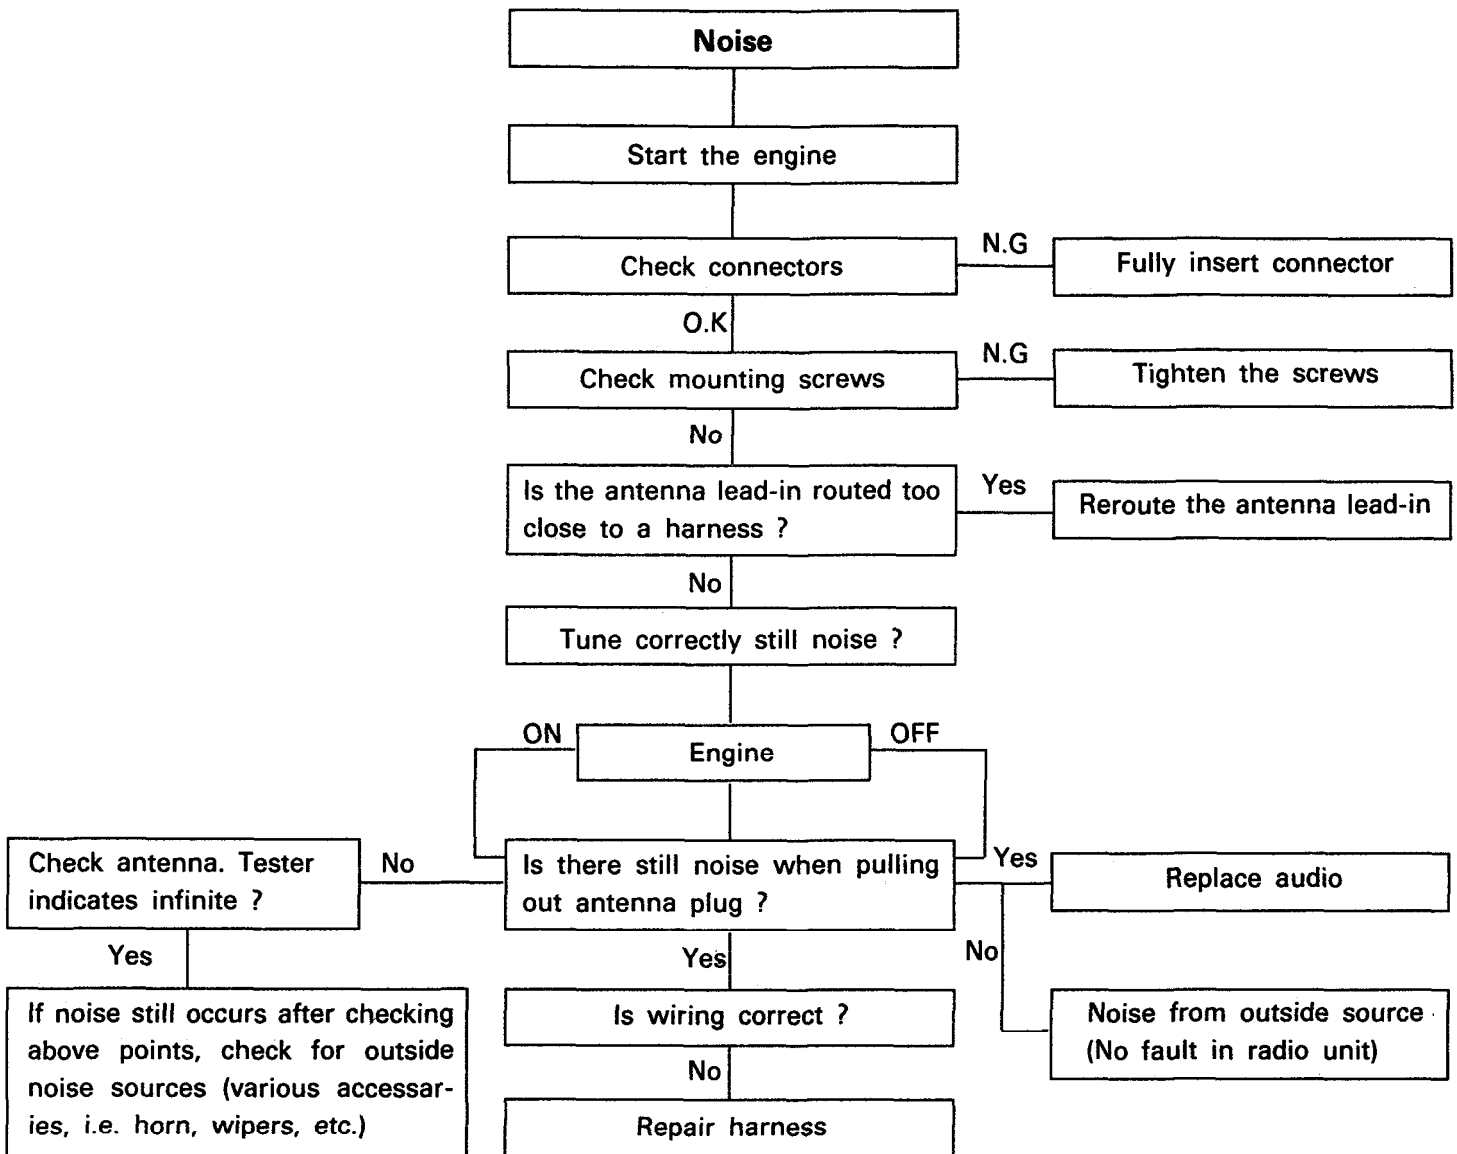 Noise
Start the engine
Check connectors
N.G
Fully insert connector
O.K
Check mounting screws
N.G
Tighten the screws
No
Is the antenna lead-in routed too
close to a harness ?
Yes
Reroute the antenna lead-in
No
Tune correctly still noise ?
ON
Engine
OFF
Check antenna. Tester
indicates infinite ?
No
Is there still noise when pulling
out antenna plug ?
Yes
Replace audio
Yes
Yes
No
If noise still occurs after checking
above points, check for outside
noise sources (various accessar-
ies, i.e. horn, wipers, etc.)
Is wiring correct ?
Noise from outside source
(No fault in radio unit)
No
Repair harness